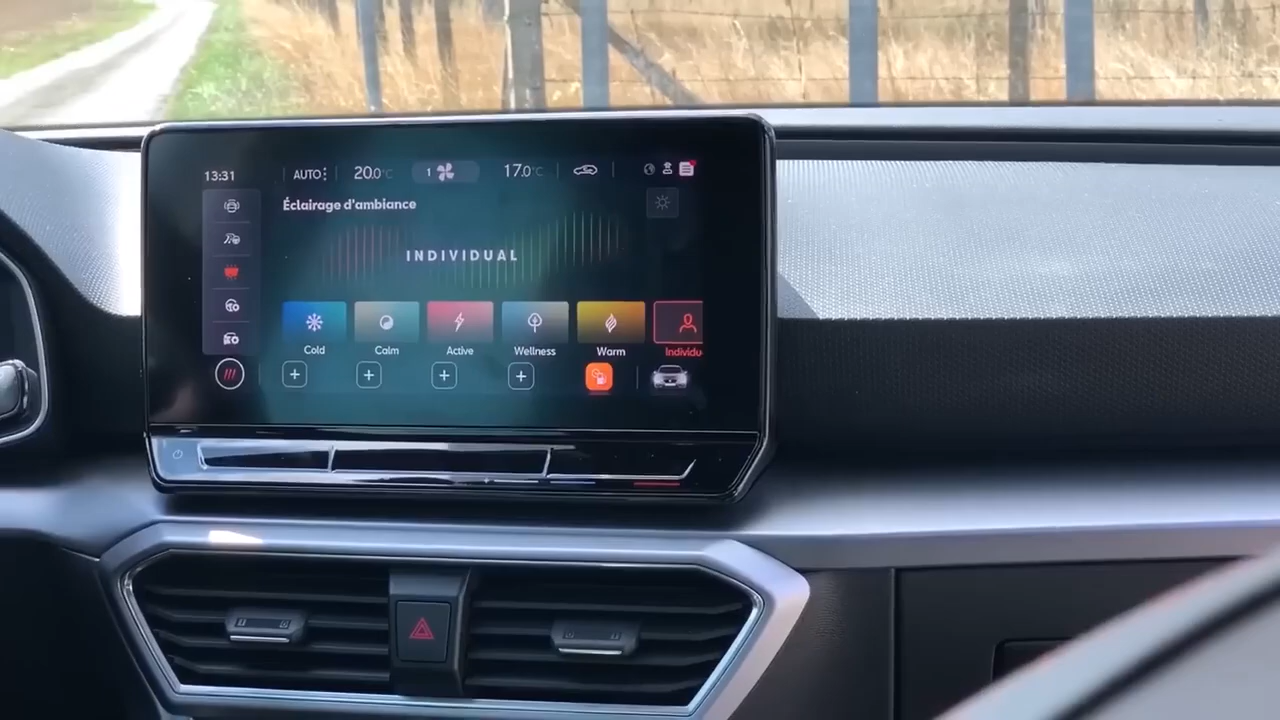 13:31 AUTO 20.0°C 1 17.0°C
Éclairage d'ambiance
INDIVIDUAL
Cold Calm Active Wellness Warm Individu